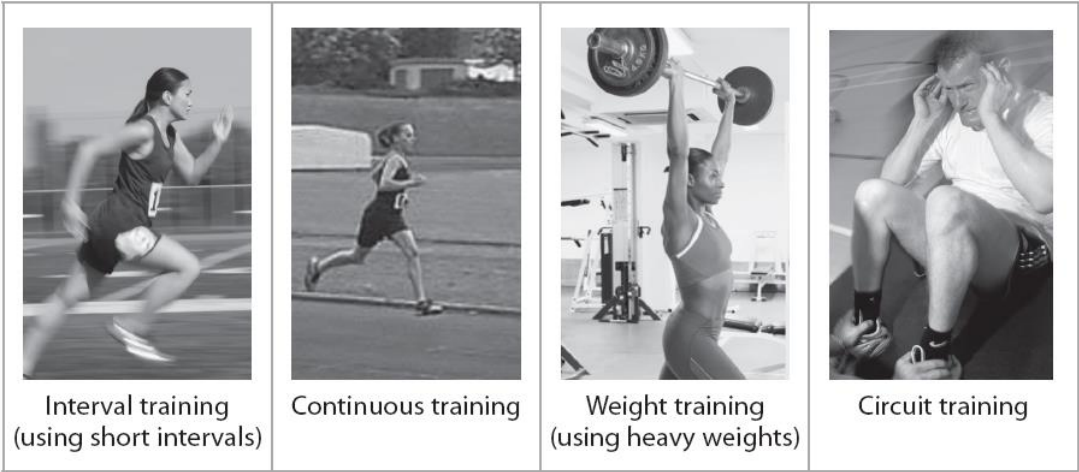 Interval training
(using short intervals)
Continuous training
Weight training
(using heavy weights)
Circuit training